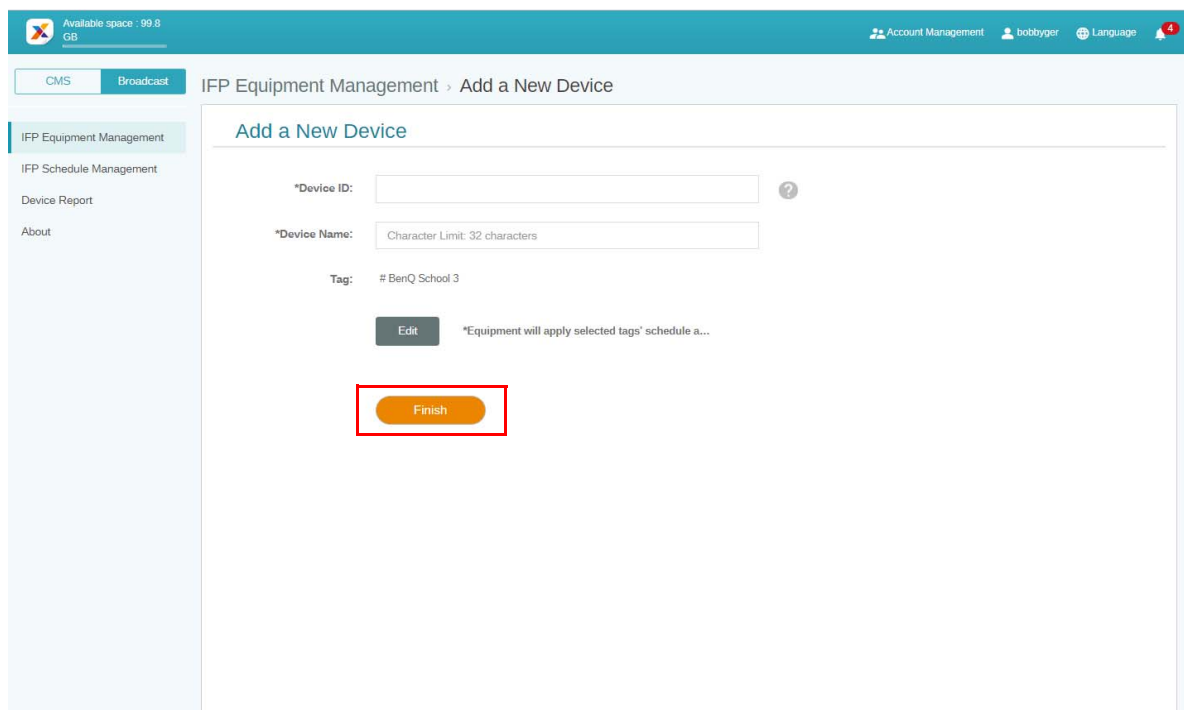 Available space : 99.8
GB
Account Management
bobbyger
Language
4
CMS
Broadcast
IFP Equipment Management › Add a New Device
IFP Equipment Management
IFP Schedule Management
Device Report
About
Add a New Device
*Device ID:
?
*Device Name:
Character Limit: 32 characters
Tag:
# BenQ School 3
Edit
*Equipment will apply selected tags' schedule a...
Finish